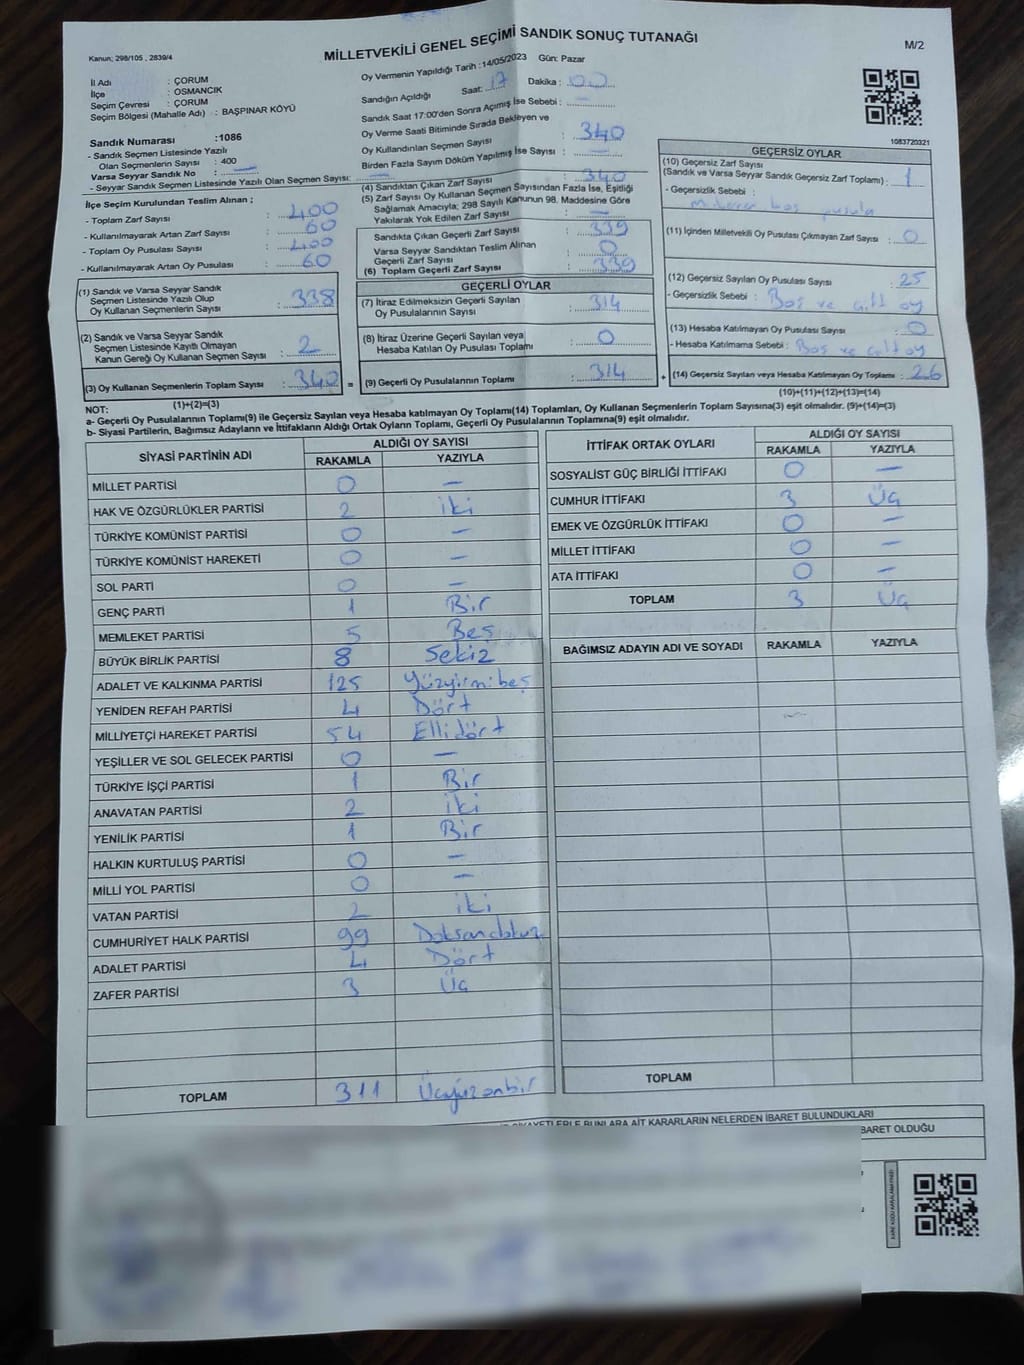 MİLLETVEKİLİ GENEL SEÇİMİ SANDIK SONUÇ TUTANAĞI
Kanun; 298/105 , 2839/4
M/2
İl Adı : ÇORUM
İlçe : OSMANCIK
Seçim Çevresi : ÇORUM
Seçim Bölgesi (Mahalle Adı) : BAŞPINAR KÖYÜ
Sandık Numarası :1086
- Sandık Seçmen Listesinde Yazılı
Olan Seçmenlerin Sayısı : 400
Varsa Seyyar Sandık No : —
- Seyyar Sandık Seçmen Listesinde Yazılı Olan Seçmen Sayısı: —
İlçe Seçim Kurulundan Teslim Alınan ;
- Toplam Zarf Sayısı : 400
- Kullanılmayarak Artan Zarf Sayısı : 60
- Toplam Oy Pusulası Sayısı : 400
- Kullanılmayarak Artan Oy Pusulası : 60
(1) Sandık ve Varsa Seyyar Sandık
Seçmen Listesinde Yazılı Olup
Oy Kullanan Seçmenlerin Sayısı : 338
(2) Sandık ve Varsa Seyyar Sandık
Seçmen Listesinde Kayıtlı Olmayan
Kanun Gereği Oy Kullanan Seçmen Sayısı : 2
(3) Oy Kullanan Seçmenlerin Toplam Sayısı : 340 =
(1)+(2)=(3)
Oy Vermenin Yapıldığı Tarih :14/05/2023 Gün: Pazar
Sandığın Açıldığı Saat: 17 Dakika : 00
Sandık Saat 17:00'den Sonra Açımış İse Sebebi : —
Oy Verme Saati Bitiminde Sırada Bekleyen ve
Oy Kullandırılan Seçmen Sayısı : 340
Birden Fazla Sayım Döküm Yapılmış İse Sayısı : —
(4) Sandıktan Çıkan Zarf Sayısı : 340
(5) Zarf Sayısı Oy Kullanan Seçmen Sayısından Fazla İse, Eşitliği
Sağlamak Amacıyla; 298 Sayılı Kanunun 98. Maddesine Göre
Yakılarak Yok Edilen Zarf Sayısı : —
Sandıkta Çıkan Geçerli Zarf Sayısı : 339
Varsa Seyyar Sandıktan Teslim Alınan
Geçerli Zarf Sayısı : 0
(6) Toplam Geçerli Zarf Sayısı : 339
GEÇERLİ OYLAR
(7) İtiraz Edilmeksizin Geçerli Sayılan
Oy Pusulasının Sayısı : 314
(8) İtiraz Üzerine Geçerli Sayılan veya
Hesaba Katılan Oy Pusulası Toplamı : 0
(9) Geçerli Oy Pusulalarının Toplamı : 314 +
1083720321
GEÇERSİZ OYLAR
(10) Geçersiz Zarf Sayısı
(Sandık ve Varsa Seyyar Sandık Geçersiz Zarf Toplamı) : 1
- Geçersizlik Sebebi :
boş pusula
(11) İçinden Milletvekili Oy Pusulası Çıkmayan Zarf Sayısı : 0
(12) Geçersiz Sayılan Oy Pusulası Sayısı : 25
- Geçersizlik Sebebi : Boş ve çift oy
(13) Hesaba Katılmayan Oy Pusulası Sayısı : 0
- Hesaba Katılmama Sebebi : Boş ve çift oy
(14) Geçersiz Sayılan veya Hesaba Katılmayan Oy Toplamı : 26
(10)+(11)+(12)+(13)=(14)
NOT:
a- Geçerli Oy Pusulalarının Toplamı(9) ile Geçersiz Sayılan veya Hesaba katılmayan Oy Toplamı(14) Toplamları, Oy Kullanan Seçmenlerin Toplam Sayısına(3) eşit olmalıdır. (9)+(14)=(3)
b- Siyasi Partilerin, Bağımsız Adayların ve İttifakların Aldığı Ortak Oyların Toplamı, Geçerli Oy Pusulalarının Toplamına(9) eşit olmalıdır.
SİYASİ PARTİNİN ADI ALDIĞI OY SAYISI
RAKAMLA YAZIYLA
MİLLET PARTİSİ 0 —
HAK VE ÖZGÜRLÜKLER PARTİSİ 2 iki
TÜRKİYE KOMÜNİST PARTİSİ 0 —
TÜRKİYE KOMÜNİST HAREKETİ 0 —
SOL PARTİ 0 —
GENÇ PARTİ 1 Bir
MEMLEKET PARTİSİ 5 Beş
BÜYÜK BİRLİK PARTİSİ 8 Sekiz
ADALET VE KALKINMA PARTİSİ 125 Yüzyirmibeş
YENİDEN REFAH PARTİSİ 4 Dört
MİLLİYETÇİ HAREKET PARTİSİ 54 Ellidört
YEŞİLLER VE SOL GELECEK PARTİSİ 0 —
TÜRKİYE İŞÇİ PARTİSİ 1 Bir
ANAVATAN PARTİSİ 2 iki
YENİLİK PARTİSİ 1 Bir
HALKIN KURTULUŞ PARTİSİ 0 —
MİLLİ YOL PARTİSİ 0 —
VATAN PARTİSİ 2 iki
CUMHURİYET HALK PARTİSİ 99 Doksandokuz
ADALET PARTİSİ 4 Dört
ZAFER PARTİSİ 3 Üç
TOPLAM 311 Üçyüzonbir
İTTİFAK ORTAK OYLARI ALDIĞI OY SAYISI
RAKAMLA YAZIYLA
SOSYALİST GÜÇ BİRLİĞİ İTTİFAKI 0 —
CUMHUR İTTİFAKI 3 Üç
EMEK VE ÖZGÜRLÜK İTTİFAKI 0 —
MİLLET İTTİFAKI 0 —
ATA İTTİFAKI 0 —
TOPLAM 3 Üç
BAĞIMSIZ ADAYIN ADI VE SOYADI RAKAMLA YAZIYLA
TOPLAM
BUNLARA AİT KARARLARIN NELERDEN İBARET BULUNDUKLARI
BARET OLDUĞU